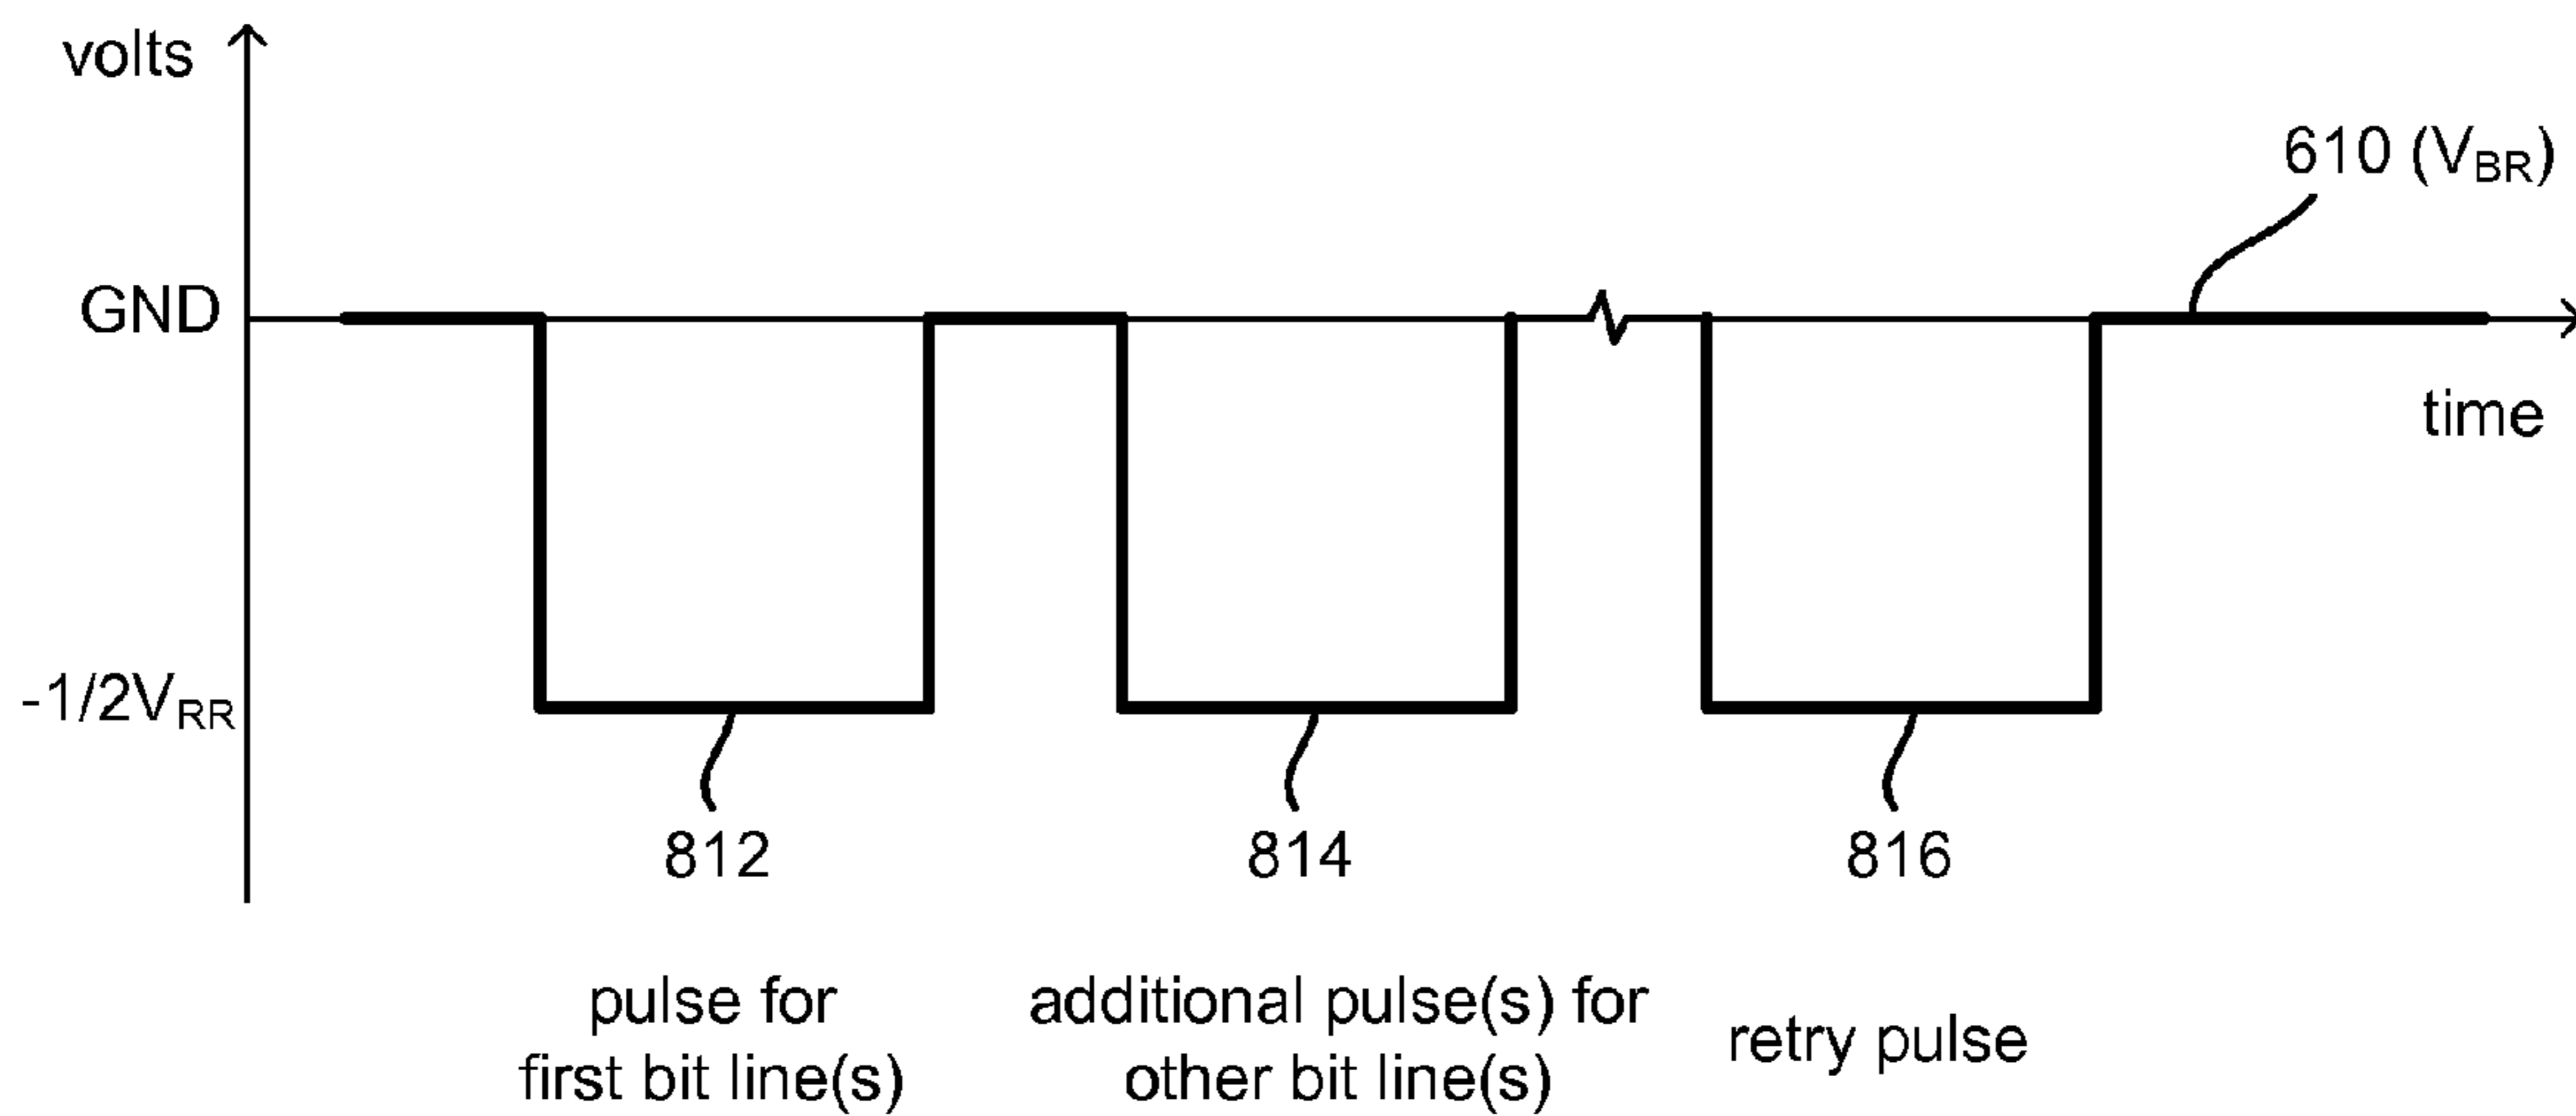 volts
610 (VBR)
GND
time
-1/2VRR
812
814
816
pulse for
first bit line(s)
additional pulse(s) for
other bit line(s)
retry pulse